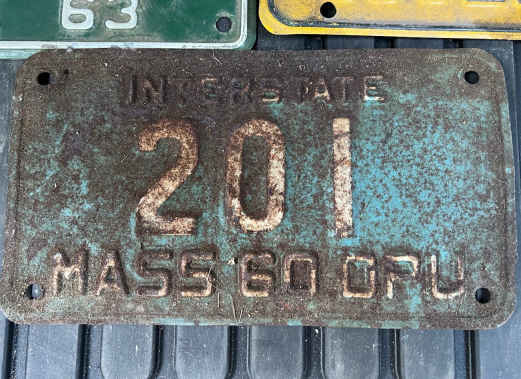 63
INTERSTATE
201
MASS 60 DPU